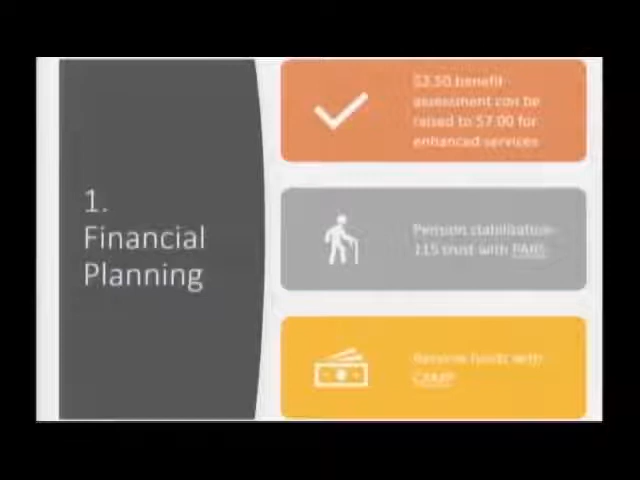 1.
Financial
Planning
$3.50 benefit
assessment can be
raised to $7.00 for
enhanced services
Pension stabilization-
115 trust with PARS
Reserve funds with
CAMP